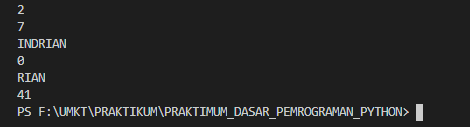 2
7
INDRIAN
0
RIAN
41
PS F:\UMKT\PRAKTIKUM\PRAKTIMUM_DASAR_PEMROGRAMAN_PYTHON>